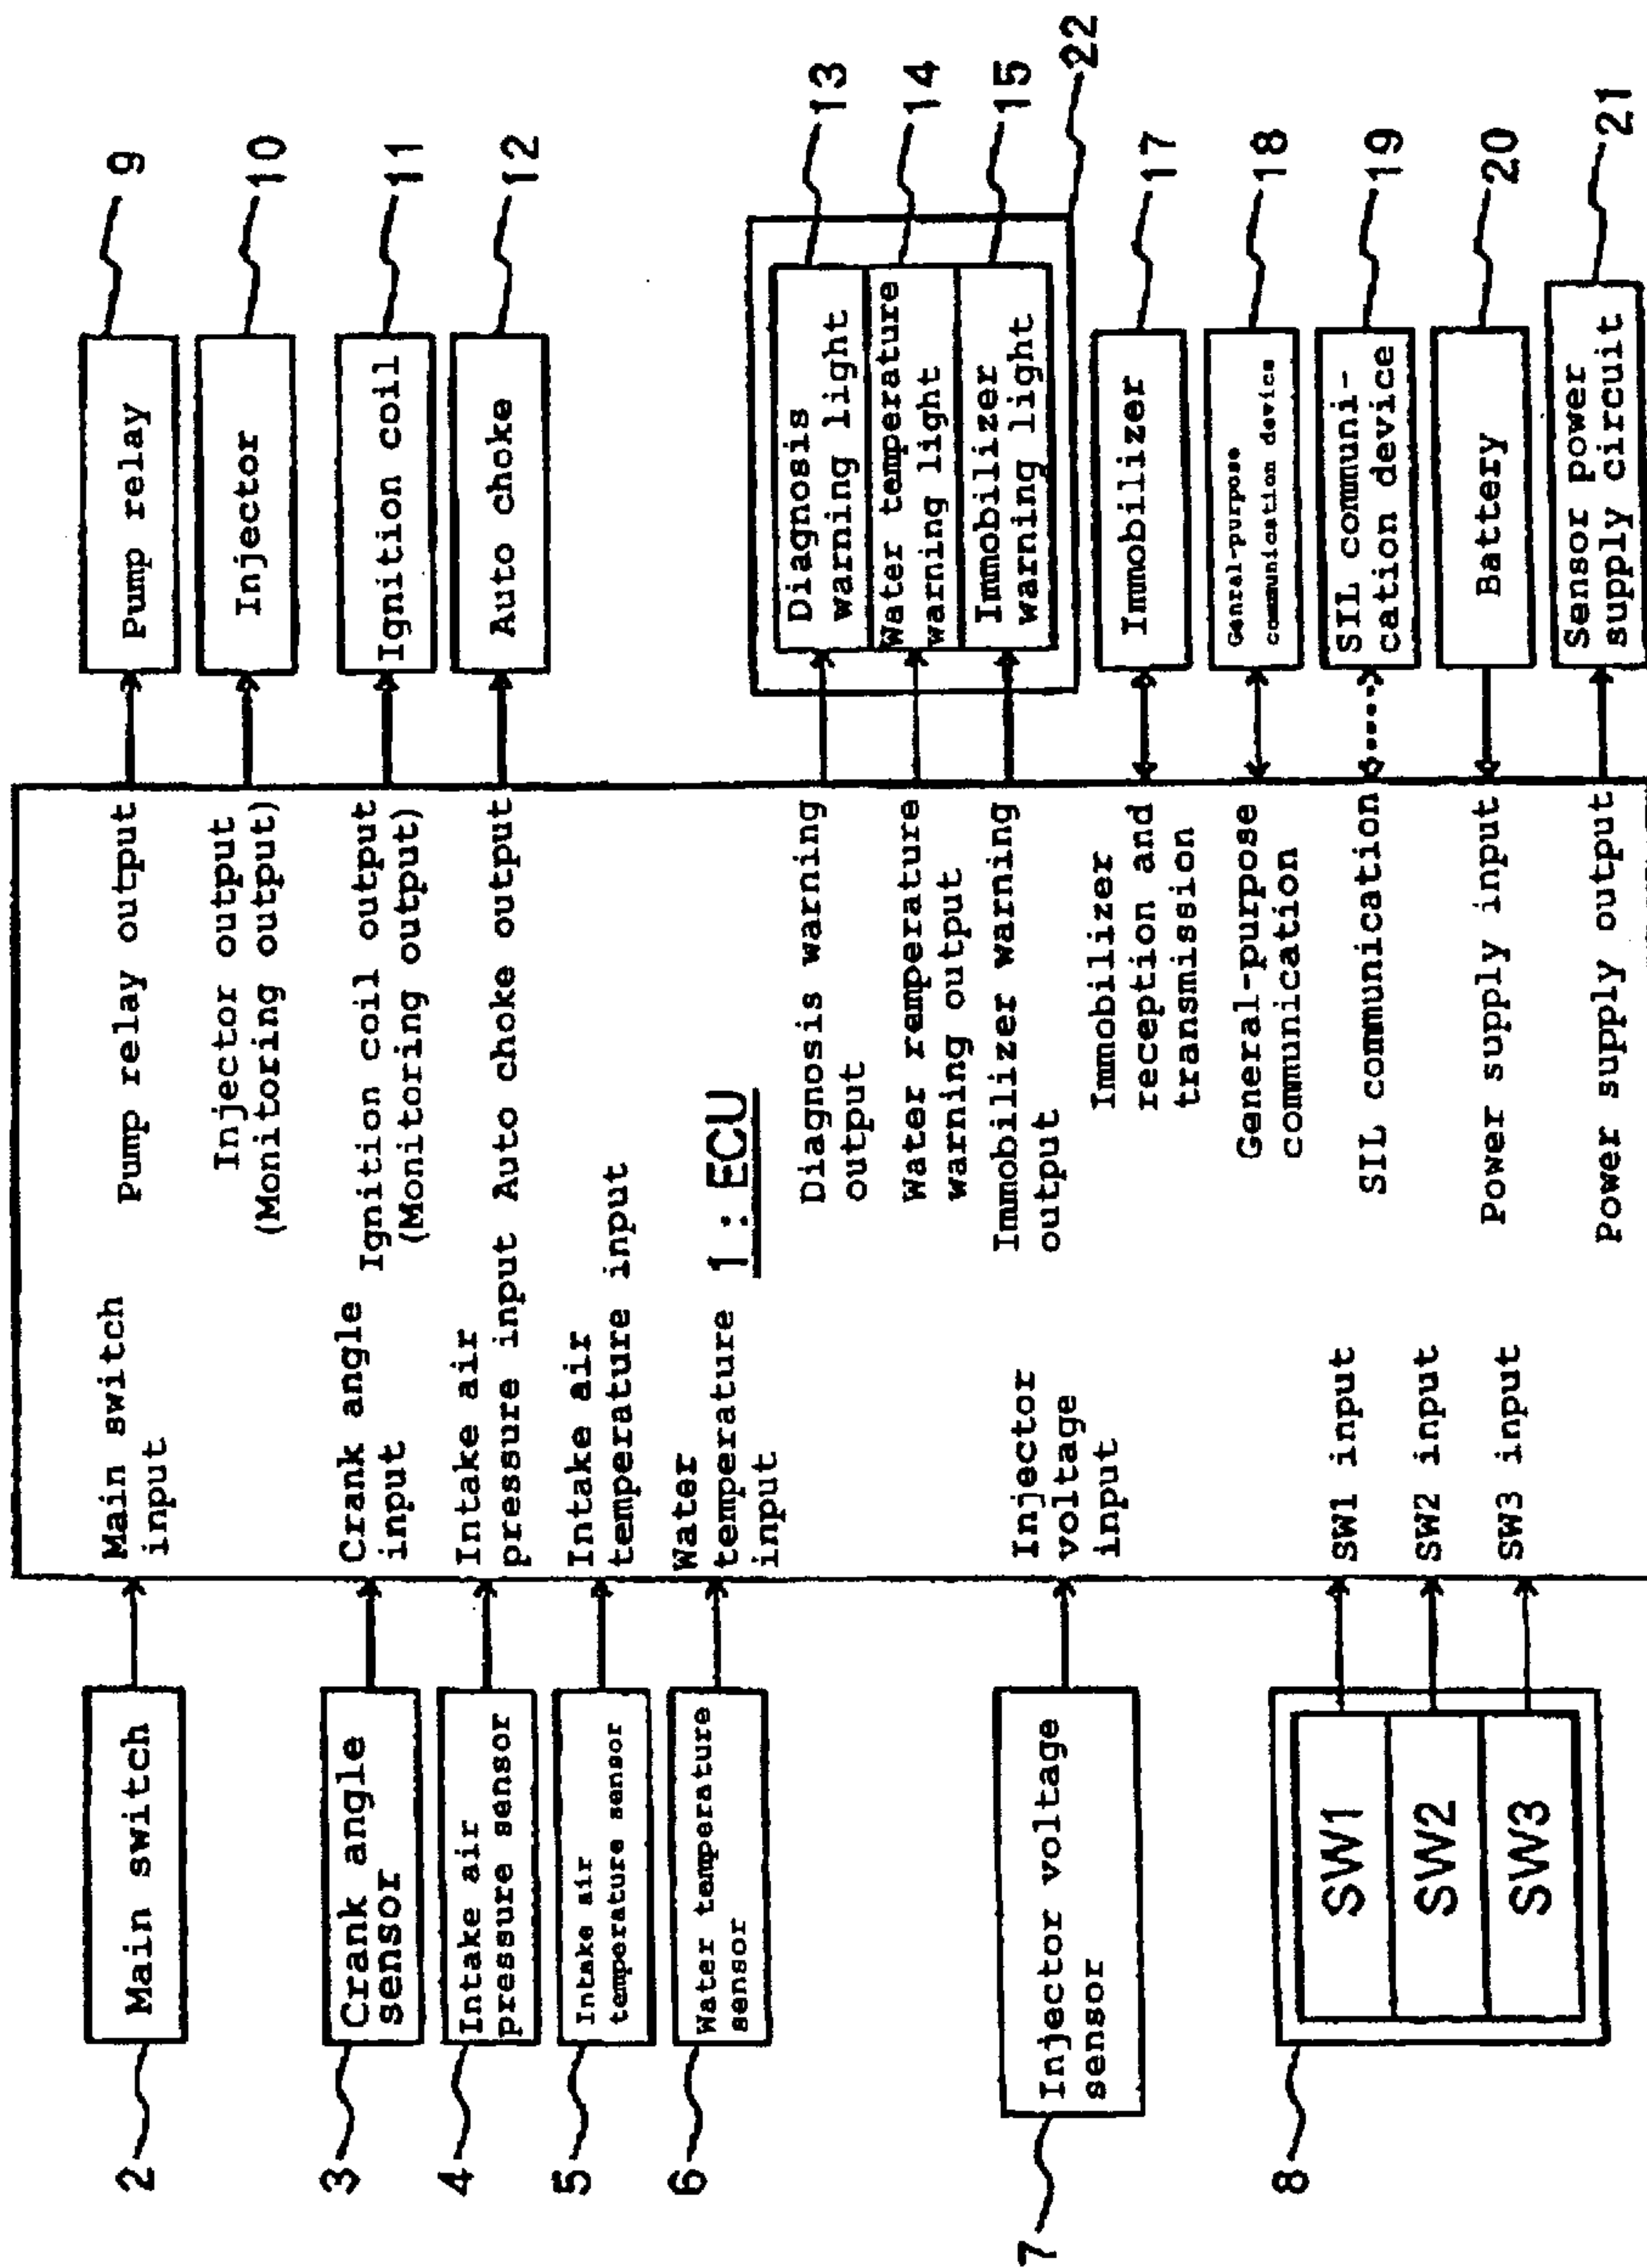 2
Main switch
3
Crank angle
sensor
4
Intake air
pressure sensor
5
Intake air
temperature sensor
6
Water temperature
sensor
7
Injector voltage
sensor
8
SW1
SW2
SW3
Main switch
input
Crank angle
input
Intake air
pressure input
Intake air
temperature input
Water
temperature
input
Injector
voltage
input
SW1 input
SW2 input
SW3 input
1 : ECU
Pump relay output
Injector output
(Monitoring output)
Ignition coil output
(Monitoring output)
Auto choke output
Diagnosis warning
output
Water remperature
warning output
Immobilizer warning
output
Immobilizer
reception and
transmission
General-purpose
communication
SIL communication
Power supply input
Power supply output
Pump relay
9
Injector
10
Ignition coil
11
Auto choke
12
Diagnosis
warning light
13
Water temperature
warning light
14
Immobilizer
warning light
15
22
Immobilizer
17
Genral-purpose
communication device
18
SIL communi-
cation device
19
Battery
20
Sensor power
supply circuit
21